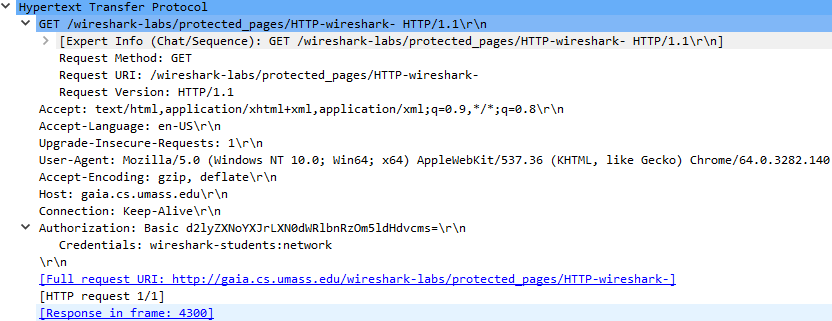 Hypertext Transfer Protocol
GET /wireshark-labs/protected_pages/HTTP-wireshark- HTTP/1.1\r\n
[Expert Info (Chat/Sequence): GET /wireshark-labs/protected_pages/HTTP-wireshark- HTTP/1.1\r\n]
Request Method: GET
Request URI: /wireshark-labs/protected_pages/HTTP-wireshark-
Request Version: HTTP/1.1
Accept: text/html,application/xhtml+xml,application/xml;q=0.9,*/*;q=0.8\r\n
Accept-Language: en-US\r\n
Upgrade-Insecure-Requests: 1\r\n
User-Agent: Mozilla/5.0 (Windows NT 10.0; Win64; x64) AppleWebKit/537.36 (KHTML, like Gecko) Chrome/64.0.3282.140
Accept-Encoding: gzip, deflate\r\n
Host: gaia.cs.umass.edu\r\n
Connection: Keep-Alive\r\n
Authorization: Basic d2lyZXNoYXJrLXN0dWRlbnRzOm5ldHdvcms=\r\n
Credentials: wireshark-students:network
\r\n
[Full request URI: http://gaia.cs.umass.edu/wireshark-labs/protected_pages/HTTP-wireshark-]
[HTTP request 1/1]
[Response in frame: 4300]